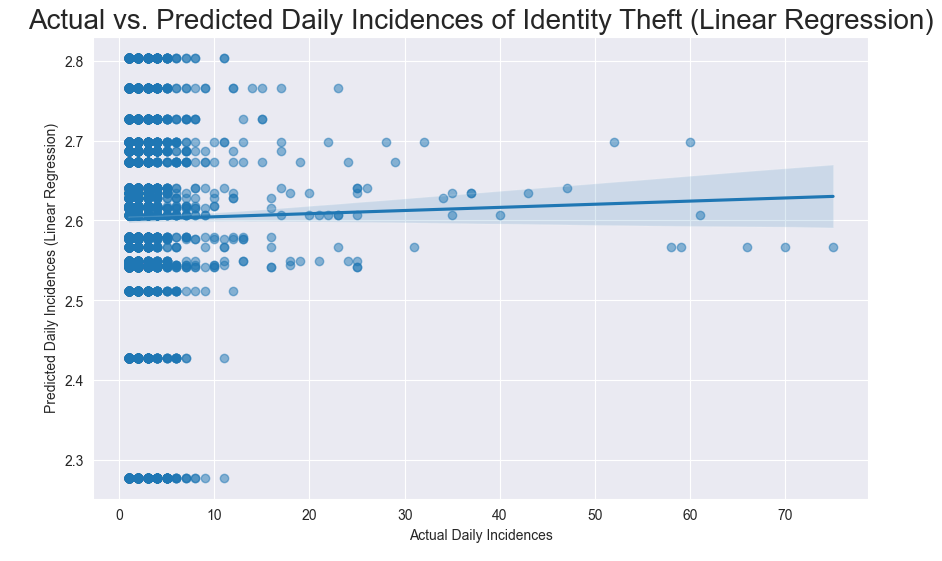 Actual vs. Predicted Daily Incidences of Identity Theft (Linear Regression)
Predicted Daily Incidences (Linear Regression)
2.8
2.7
2.6
2.5
2.4
2.3
0 10 20 30 40 50 60 70
Actual Daily Incidences